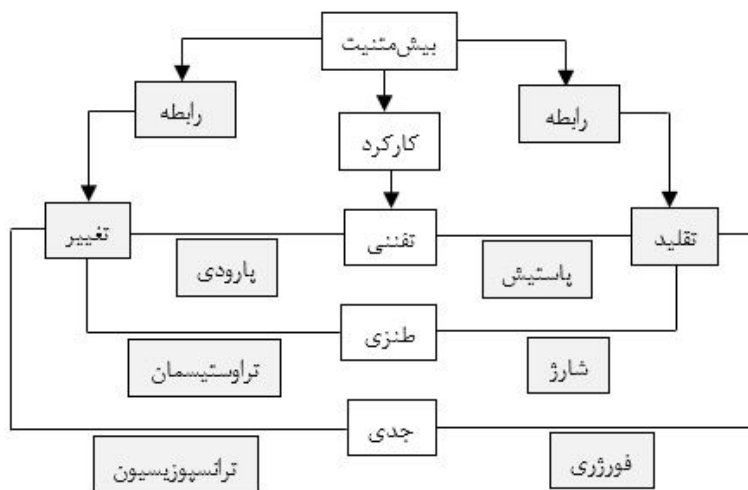 بیش‌متنیت
رابطه
رابطه
کارکرد
تقلید
تفننی
تغییر
پاستیش
پارودی
طنزی
شارژ
تراوستیسمان
جدی
فورژری
ترانسپوزیسیون